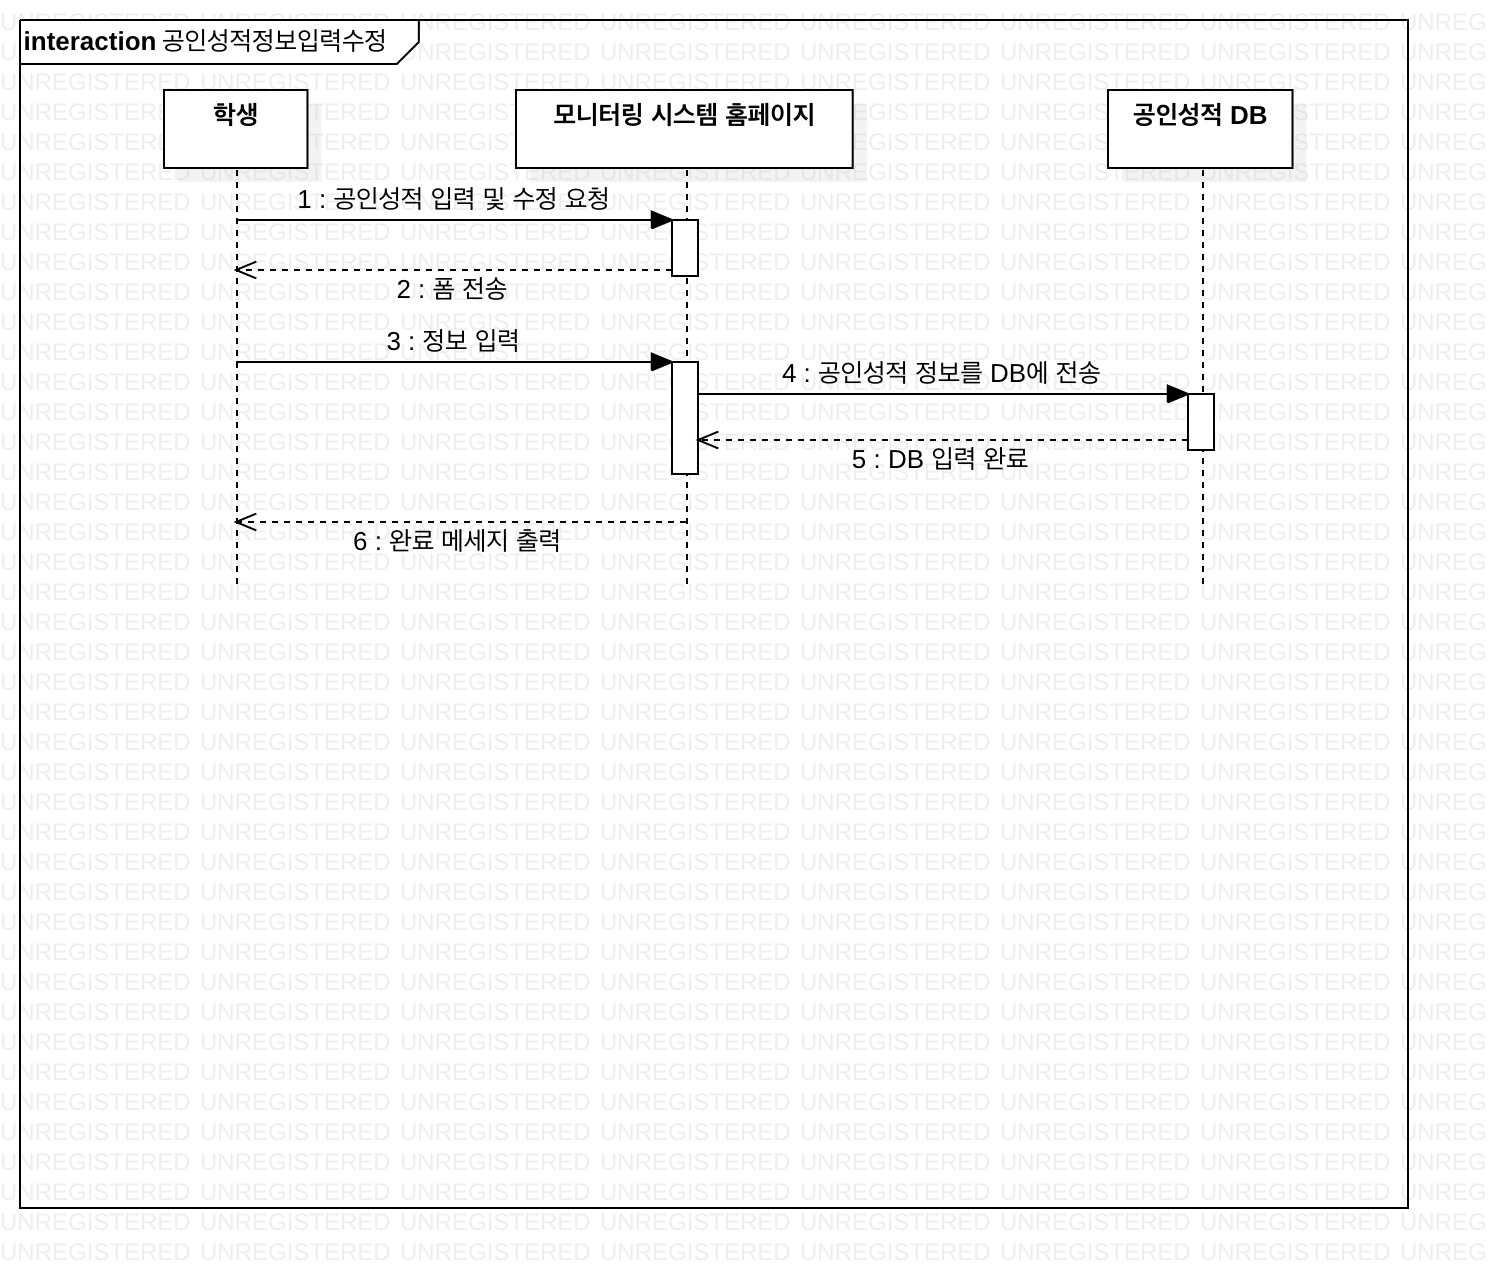 interaction 공인성적정보입력수정
학생
모니터링 시스템 홈페이지
공인성적 DB
1 : 공인성적 입력 및 수정 요청
2 : 폼 전송
3 : 정보 입력
4 : 공인성적 정보를 DB에 전송
5 : DB 입력 완료
6 : 완료 메세지 출력
UNREGISTERED